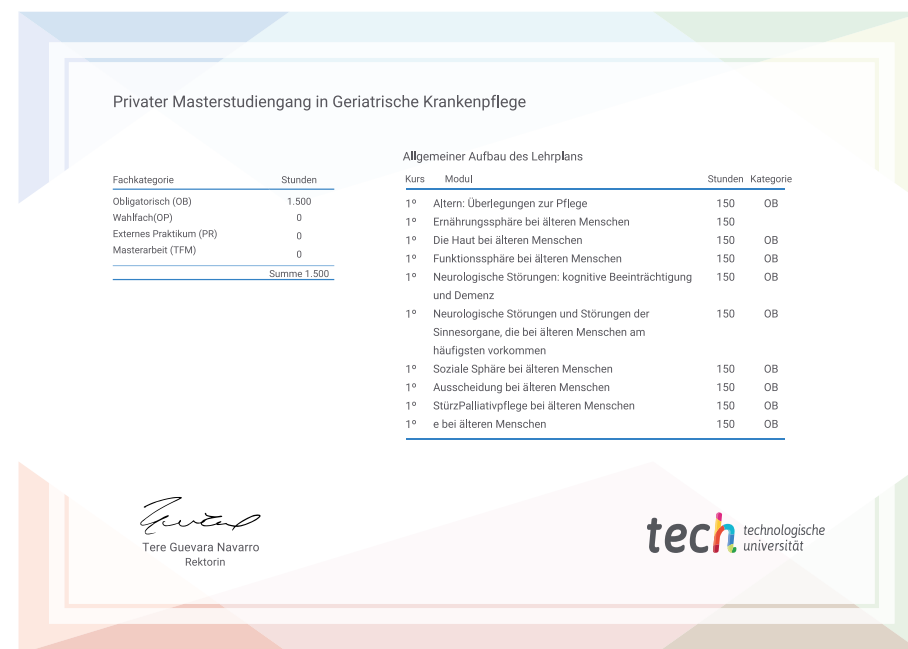 Privater Masterstudiengang in Geriatrische Krankenpflege
Fachkategorie Stunden
Obligatorisch (OB) 1.500
Wahlfach(OP) 0
Externes Praktikum (PR) 0
Masterarbeit (TFM) 0
Summe 1.500
Allgemeiner Aufbau des Lehrplans
Kurs Modul Stunden Kategorie
1º Altern: Überlegungen zur Pflege 150 OB
1º Ernährungssphäre bei älteren Menschen 150
1º Die Haut bei älteren Menschen 150 OB
1º Funktionssphäre bei älteren Menschen 150 OB
1º Neurologische Störungen: kognitive Beeinträchtigung 150 OB
und Demenz
1º Neurologische Störungen und Störungen der 150 OB
Sinnesorgane, die bei älteren Menschen am
häufigsten vorkommen
1º Soziale Sphäre bei älteren Menschen 150 OB
1º Ausscheidung bei älteren Menschen 150 OB
1º StürzPalliativpflege bei älteren Menschen 150 OB
1º e bei älteren Menschen 150 OB
Tere Guevara Navarro
Rektorin
tech technologische
universität